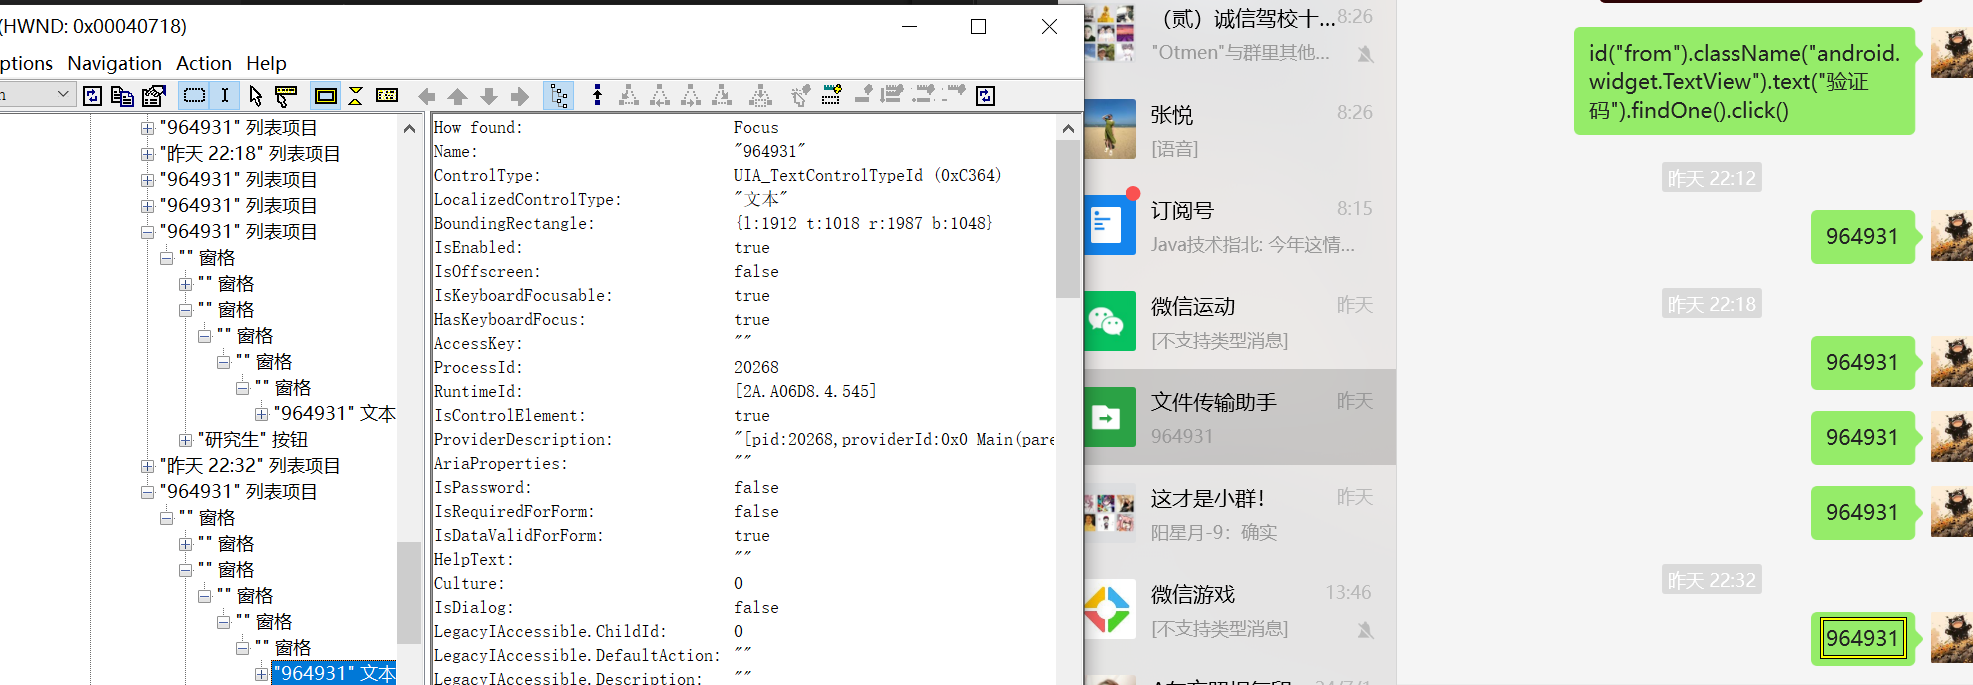 (HWND: 0x00040718)
ptions Navigation Action Help
"964931" 列表项目
"昨天 22:18" 列表项目
"964931" 列表项目
"964931" 列表项目
"964931" 列表项目
"" 窗格
"" 窗格
"" 窗格
"" 窗格
"" 窗格
"" 窗格
"964931" 文本
"研究生" 按钮
"昨天 22:32" 列表项目
"964931" 列表项目
"" 窗格
"" 窗格
"" 窗格
"" 窗格
"" 窗格
"" 窗格
"964931" 文本
How found: Focus
Name: "964931"
ControlType: UIA_TextControlTypeId (0xC364)
LocalizedControlType: "文本"
BoundingRectangle: {l:1912 t:1018 r:1987 b:1048}
IsEnabled: true
IsOffscreen: false
IsKeyboardFocusable: true
HasKeyboardFocus: true
AccessKey: ""
ProcessId: 20268
RuntimeId: [2A.A06D8.4.545]
IsControlElement: true
ProviderDescription: "[pid:20268,providerId:0x0 Main(pare
AriaProperties: ""
IsPassword: false
IsRequiredForForm: false
IsDataValidForForm: true
HelpText: ""
Culture: 0
IsDialog: false
LegacyIAccessible.ChildId: 0
LegacyIAccessible.DefaultAction: ""
LegacyIAccessible.Description: ""
（贰）诚信驾校十... 8:26
"Otmen"与群里其他...
张悦 8:26
[语音]
订阅号 8:15
Java技术指北: 今年这情...
微信运动 昨天
[不支持类型消息]
文件传输助手 昨天
964931
这才是小群！ 昨天
阳星月-9：确实
微信游戏 13:46
[不支持类型消息]
id("from").className("android.
widget.TextView").text("验证
码").findOne().click()
昨天 22:12
964931
昨天 22:18
964931
964931
964931
昨天 22:32
964931